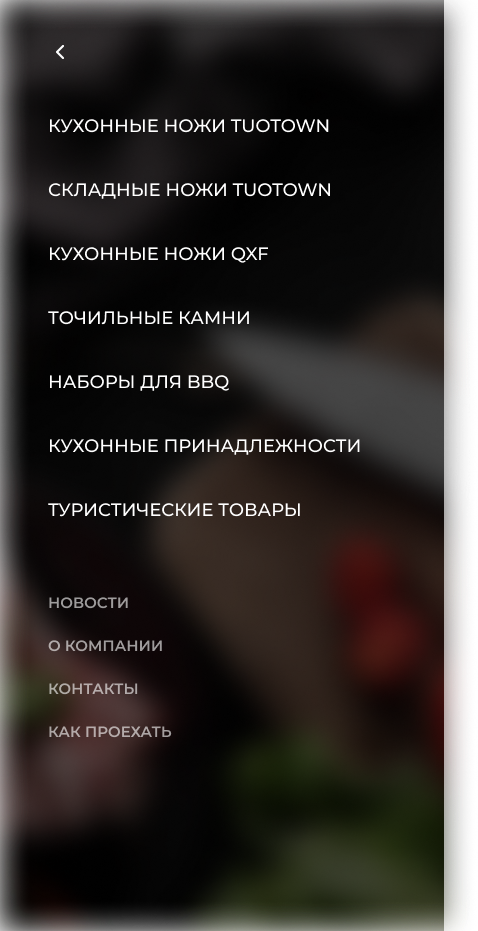 КУХОННЫЕ НОЖИ TUOTOWN
СКЛАДНЫЕ НОЖИ TUOTOWN
КУХОННЫЕ НОЖИ QXF
ТОЧИЛЬНЫЕ КАМНИ
НАБОРЫ ДЛЯ BBQ
КУХОННЫЕ ПРИНАДЛЕЖНОСТИ
ТУРИСТИЧЕСКИЕ ТОВАРЫ
НОВОСТИ
О КОМПАНИИ
КОНТАКТЫ
КАК ПРОЕХАТЬ